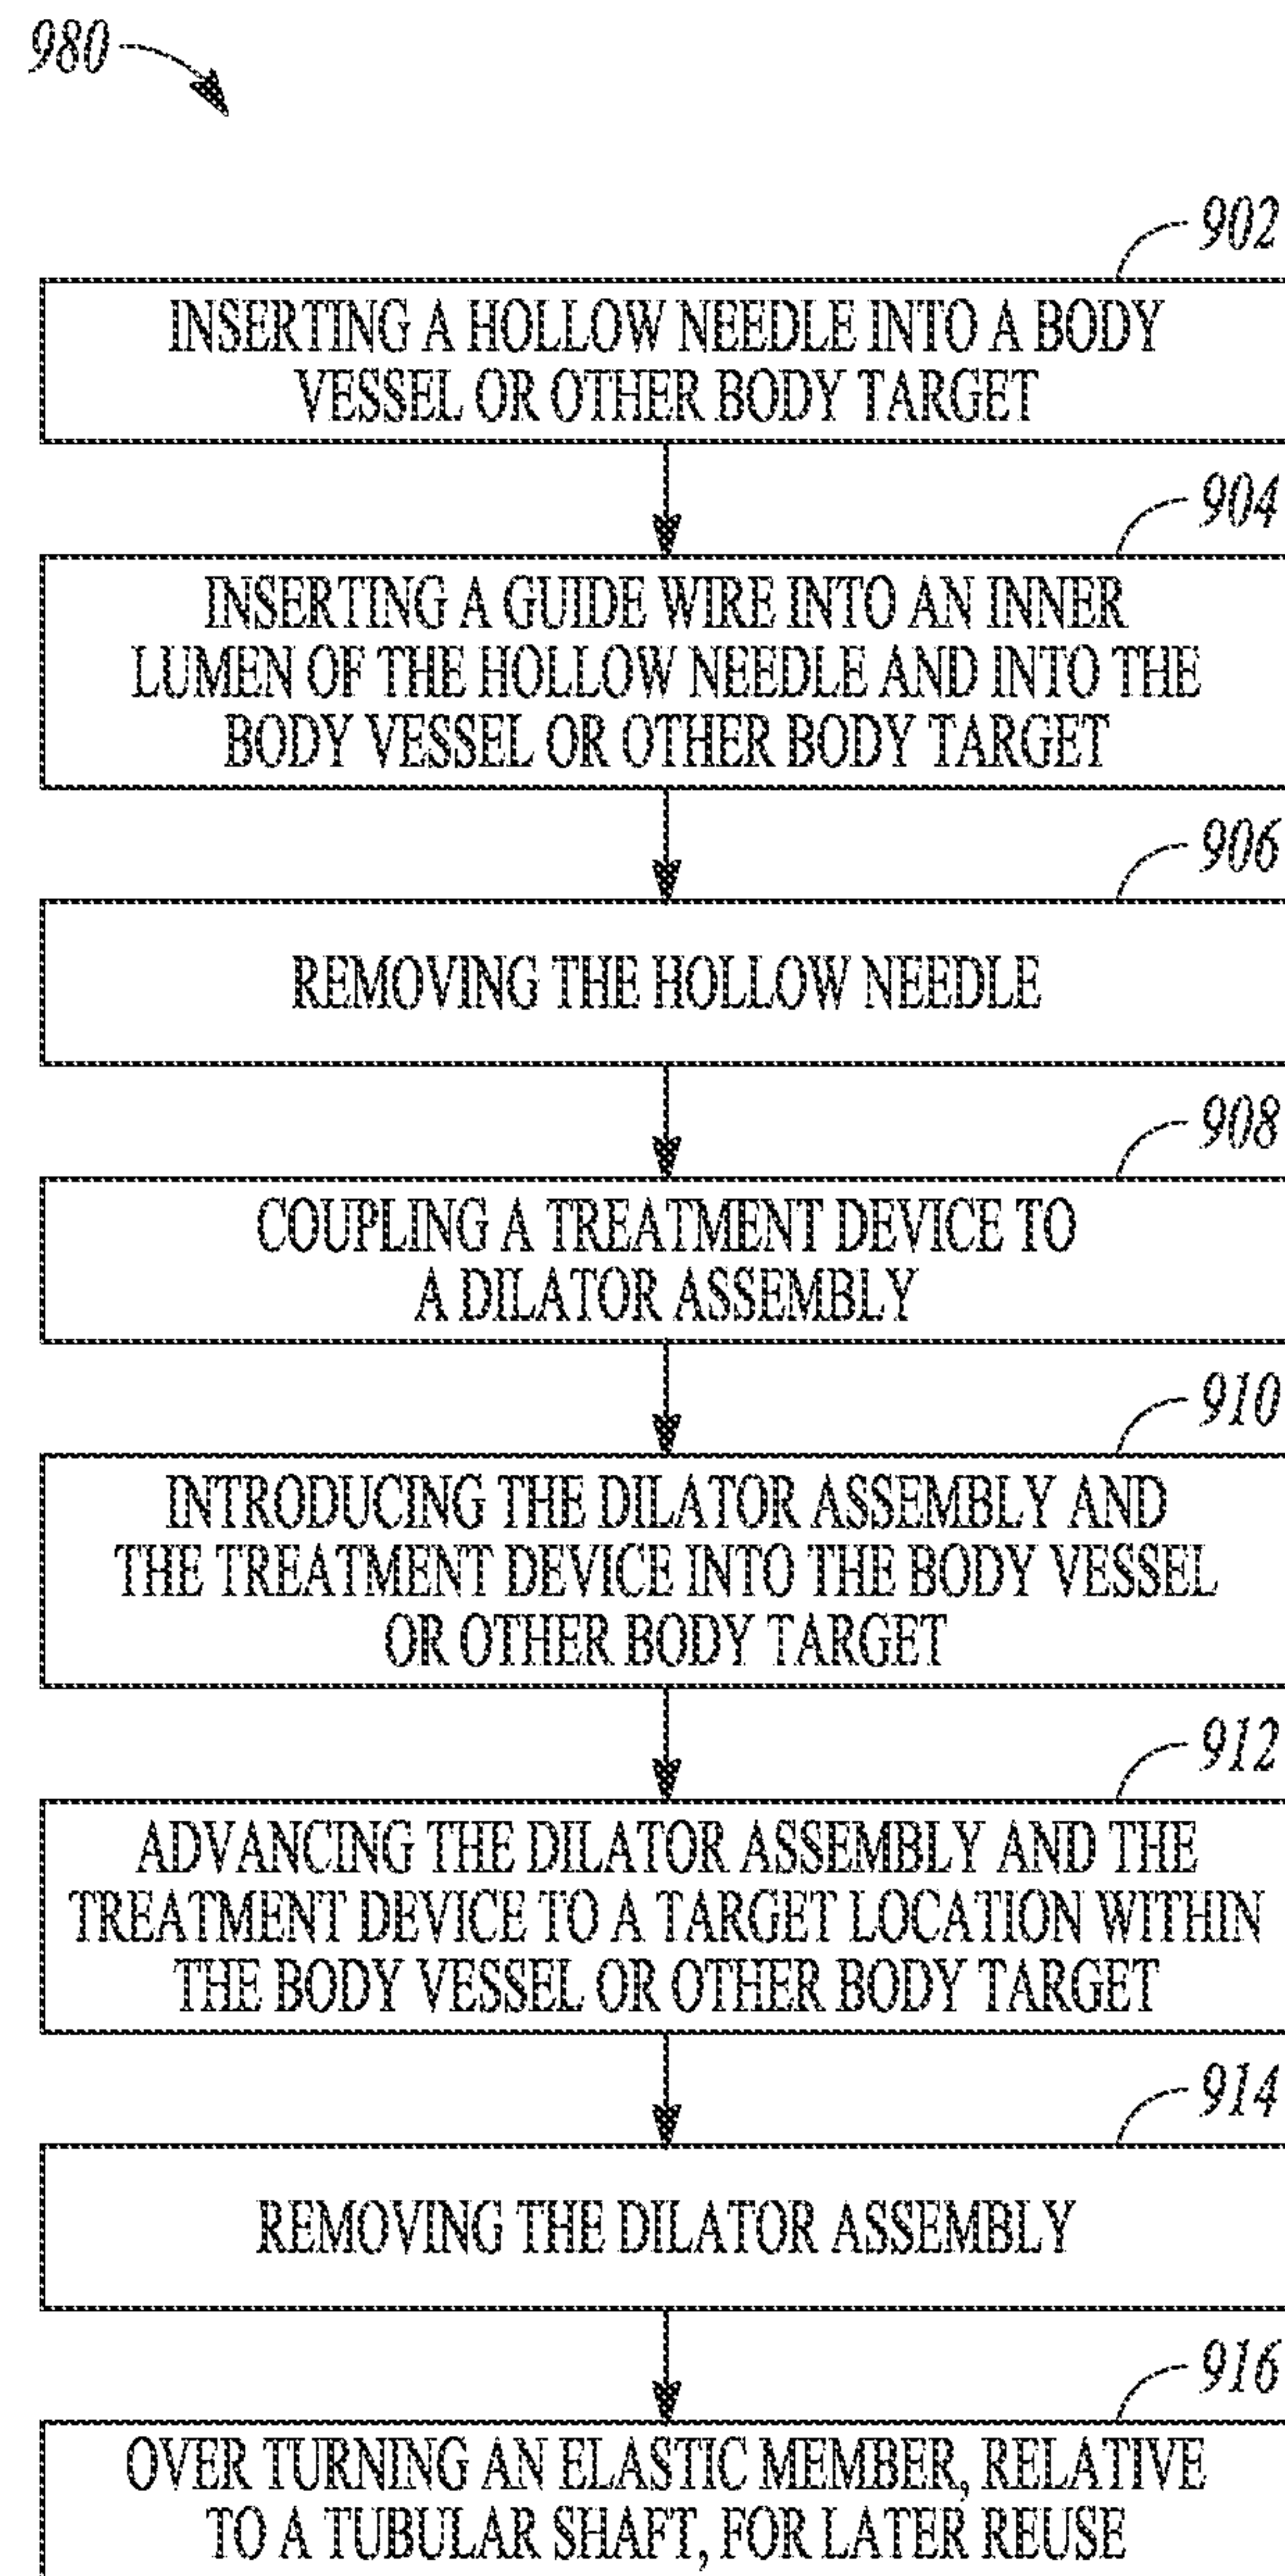 980
902
INSERTING A HOLLOW NEEDLE INTO A BODY
VESSEL OR OTHER BODY TARGET
904
INSERTING A GUIDE WIRE INTO AN INNER
LUMEN OF THE HOLLOW NEEDLE AND INTO THE
BODY VESSEL OR OTHER BODY TARGET
906
REMOVING THE HOLLOW NEEDLE
908
COUPLING A TREATMENT DEVICE TO
A DILATOR ASSEMBLY
910
INTRODUCING THE DILATOR ASSEMBLY AND
THE TREATMENT DEVICE INTO THE BODY VESSEL
OR OTHER BODY TARGET
912
ADVANCING THE DILATOR ASSEMBLY AND THE
TREATMENT DEVICE TO A TARGET LOCATION WITHIN
THE BODY VESSEL OR OTHER BODY TARGET
914
REMOVING THE DILATOR ASSEMBLY
916
OVER TURNING AN ELASTIC MEMBER, RELATIVE
TO A TUBULAR SHAFT, FOR LATER REUSE